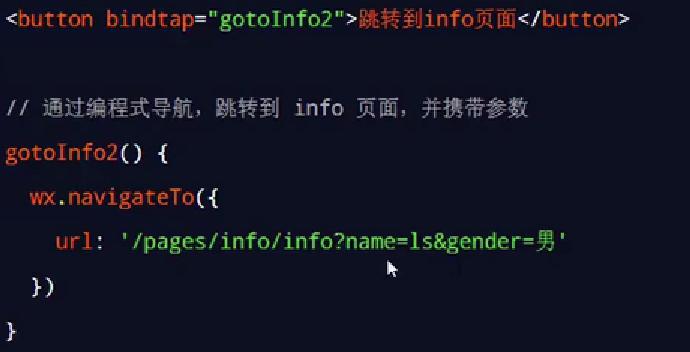 <button bindtap="gotoInfo2">跳转到info页面</button>
// 通过编程式导航，跳转到 info 页面，并携带参数
gotoInfo2() {
wx.navigateTo({
url: '/pages/info/info?name=ls&gender=男'
})
}